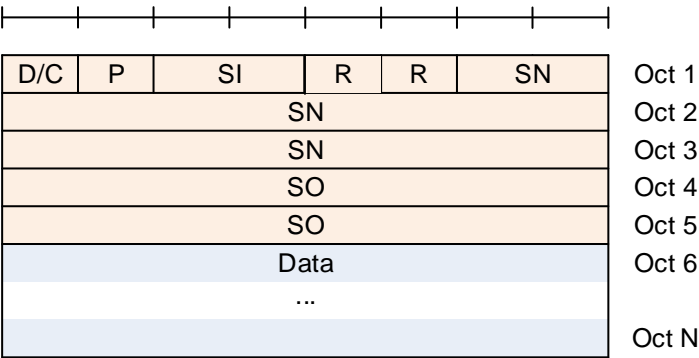 D/C P SI R R SN Oct 1
SN Oct 2
SN Oct 3
SO Oct 4
SO Oct 5
Data Oct 6
...
Oct N